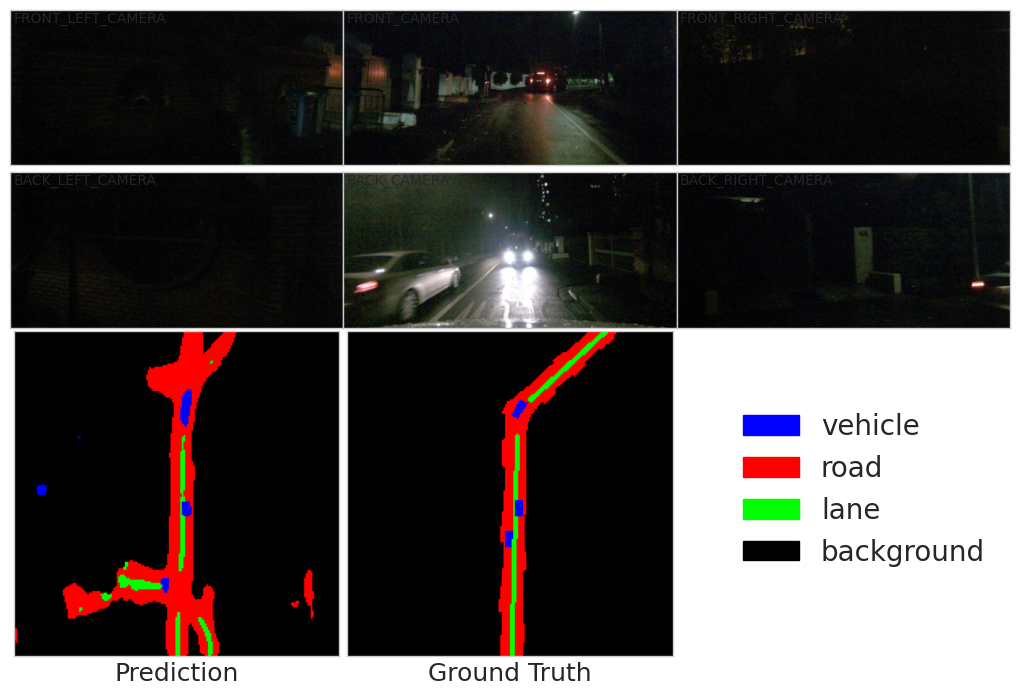 FRONT_LEFT_CAMERA
FRONT_CAMERA
FRONT_RIGHT_CAMERA
BACK_LEFT_CAMERA
BACK_CAMERA
BACK_RIGHT_CAMERA
vehicle
road
lane
background
Prediction
Ground Truth